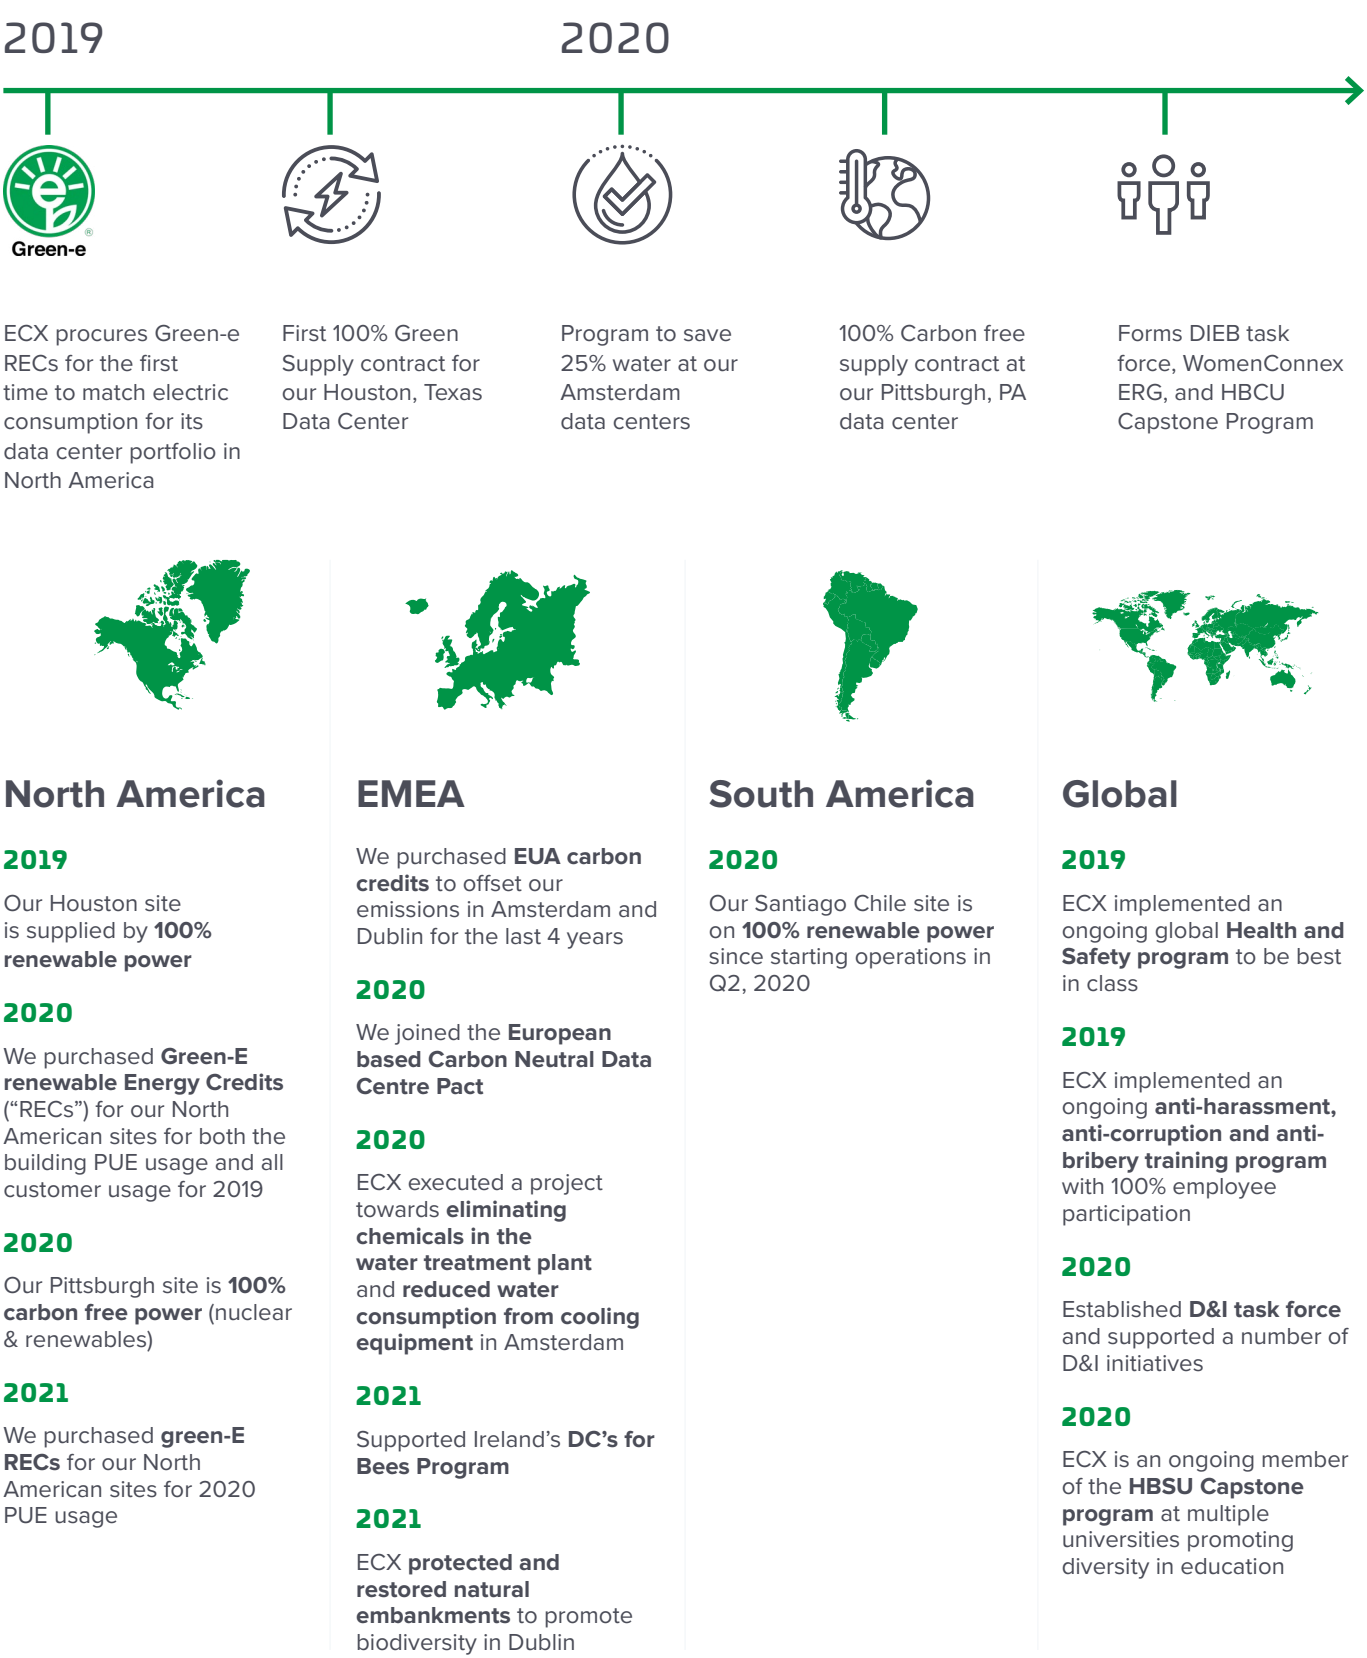 2019
2020
Green-e
®
ECX procures Green-e
RECs for the first
time to match electric
consumption for its
data center portfolio in
North America
First 100% Green
Supply contract for
our Houston, Texas
Data Center
Program to save
25% water at our
Amsterdam
data centers
100% Carbon free
supply contract at
our Pittsburgh, PA
data center
Forms DIEB task
force, WomenConnex
ERG, and HBCU
Capstone Program
North America
2019
Our Houston site
is supplied by 100%
renewable power
2020
We purchased Green-E
renewable Energy Credits
(“RECs”) for our North
American sites for both the
building PUE usage and all
customer usage for 2019
2020
Our Pittsburgh site is 100%
carbon free power (nuclear
& renewables)
2021
We purchased green-E
RECs for our North
American sites for 2020
PUE usage
EMEA
We purchased EUA carbon
credits to offset our
emissions in Amsterdam and
Dublin for the last 4 years
2020
We joined the European
based Carbon Neutral Data
Centre Pact
2020
ECX executed a project
towards eliminating
chemicals in the
water treatment plant
and reduced water
consumption from cooling
equipment in Amsterdam
2021
Supported Ireland’s DC’s for
Bees Program
2021
ECX protected and
restored natural
embankments to promote
biodiversity in Dublin
South America
2020
Our Santiago Chile site is
on 100% renewable power
since starting operations in
Q2, 2020
Global
2019
ECX implemented an
ongoing global Health and
Safety program to be best
in class
2019
ECX implemented an
ongoing anti-harassment,
anti-corruption and anti-
bribery training program
with 100% employee
participation
2020
Established D&I task force
and supported a number of
D&I initiatives
2020
ECX is an ongoing member
of the HBSU Capstone
program at multiple
universities promoting
diversity in education